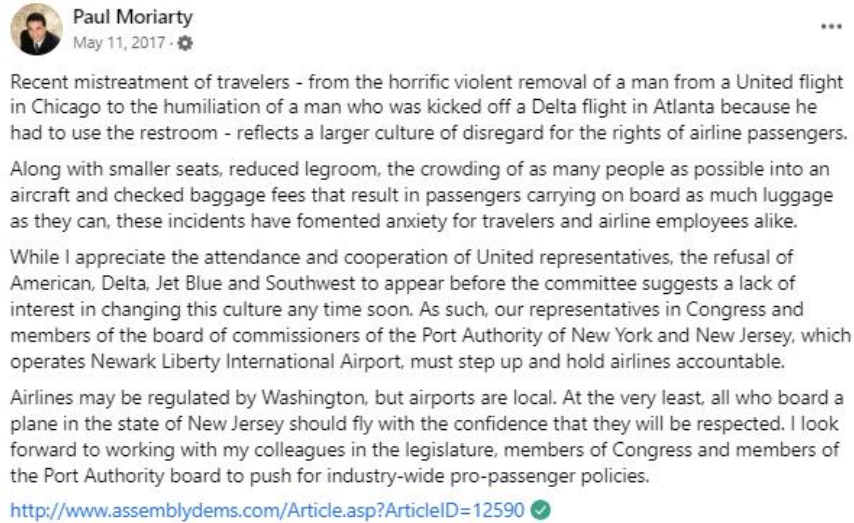 Paul Moriarty
May 11, 2017 ·
Recent mistreatment of travelers - from the horrific violent removal of a man from a United flight
in Chicago to the humiliation of a man who was kicked off a Delta flight in Atlanta because he
had to use the restroom - reflects a larger culture of disregard for the rights of airline passengers.
Along with smaller seats, reduced legroom, the crowding of as many people as possible into an
aircraft and checked baggage fees that result in passengers carrying on board as much luggage
as they can, these incidents have fomented anxiety for travelers and airline employees alike.
While I appreciate the attendance and cooperation of United representatives, the refusal of
American, Delta, Jet Blue and Southwest to appear before the committee suggests a lack of
interest in changing this culture any time soon. As such, our representatives in Congress and
members of the board of commissioners of the Port Authority of New York and New Jersey, which
operates Newark Liberty International Airport, must step up and hold airlines accountable.
Airlines may be regulated by Washington, but airports are local. At the very least, all who board a
plane in the state of New Jersey should fly with the confidence that they will be respected. I look
forward to working with my colleagues in the legislature, members of Congress and members of
the Port Authority board to push for industry-wide pro-passenger policies.
http://www.assemblydems.com/Article.asp?ArticleID=12590